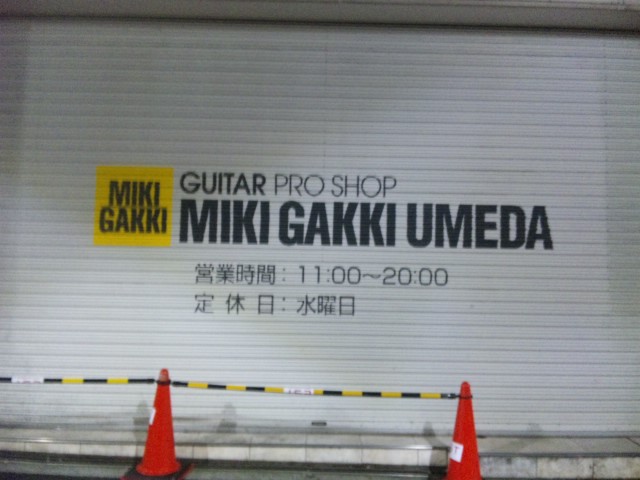 MIKI
GAKKI
GUITAR PRO SHOP
MIKI GAKKI UMEDA
営業時間：11:00～20:00
定休日：水曜日